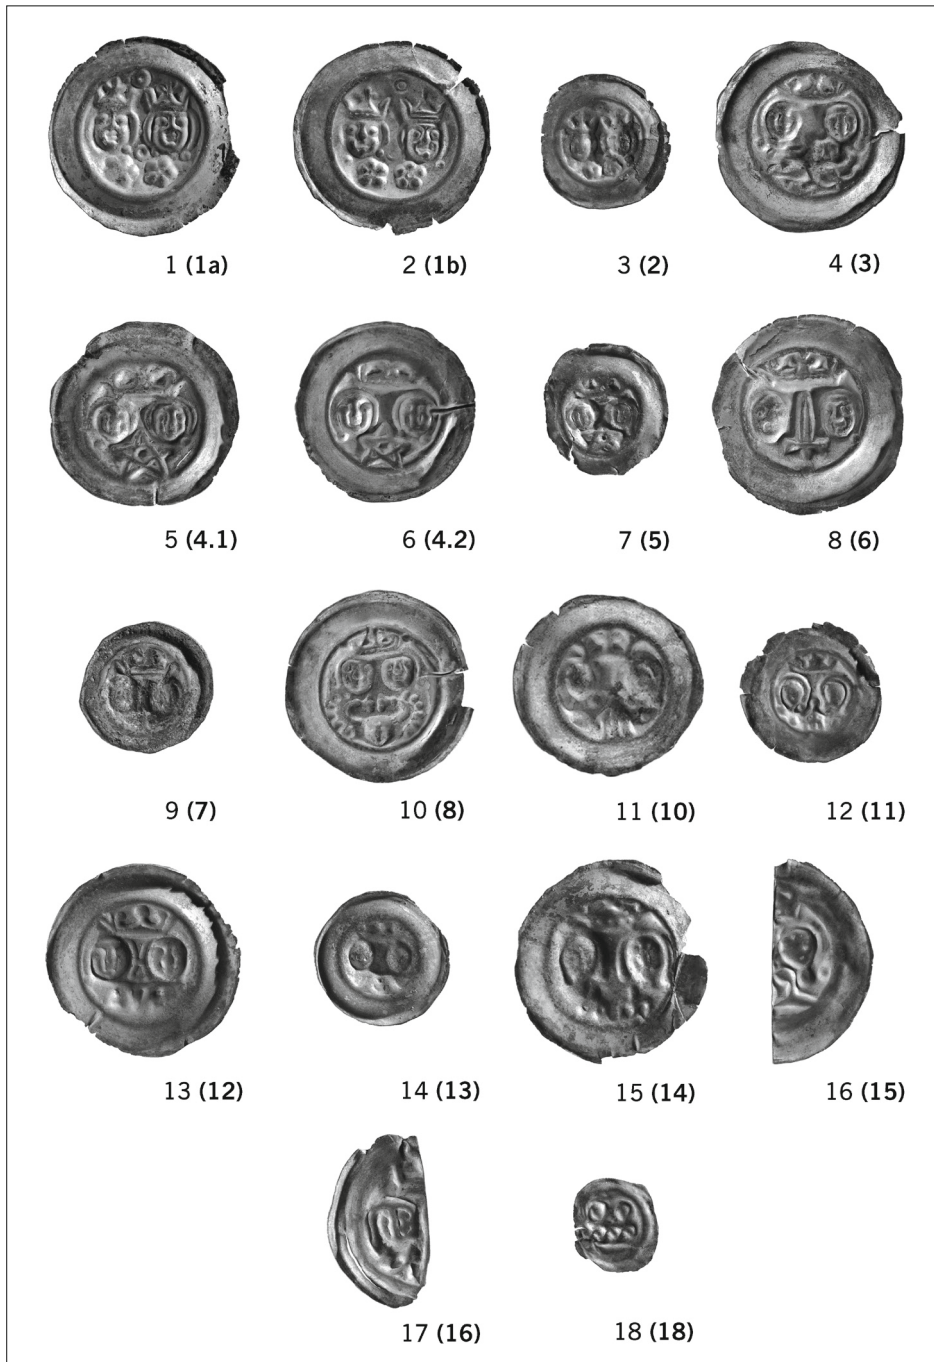 1 (1a) 2 (1b) 3 (2) 4 (3)
5 (4.1) 6 (4.2) 7 (5) 8 (6)
9 (7) 10 (8) 11 (10) 12 (11)
13 (12) 14 (13) 15 (14) 16 (15)
17 (16) 18 (18)